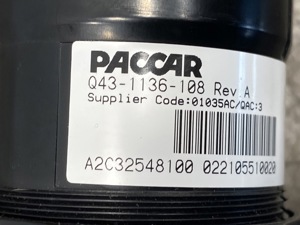 PACCAR
Q43-1136-108 Rev A
Supplier Code:01035AC/QAC:3
A2C32548100 022105510020